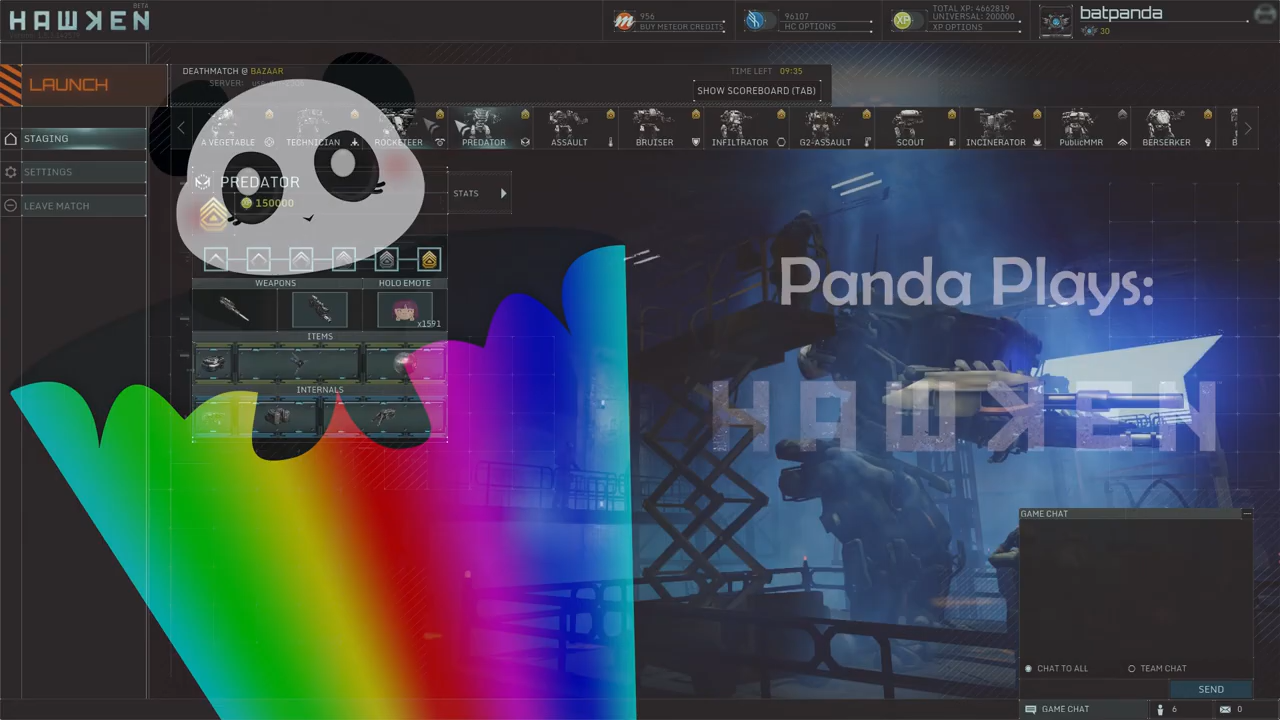 HAWKEN
BETA
956
BUY METEOR CREDITS
96107
HC OPTIONS
XP
TOTAL XP: 4662819
UNIVERSAL: 200000
XP OPTIONS
batpanda
30
LAUNCH
DEATHMATCH @ BAZAAR
SERVER:
TIME LEFT 09:35
SHOW SCOREBOARD (TAB)
STAGING
SETTINGS
LEAVE MATCH
A VEGETABLE
TECHNICIAN
ROCKETEER
PREDATOR
ASSAULT
BRUISER
INFILTRATOR
G2-ASSAULT
SCOUT
INCINERATOR
PublicMMR
BERSERKER
B
PREDATOR
150000
STATS
WEAPONS
HOLO EMOTE
x1591
ITEMS
INTERNALS
Panda Plays:
HAWKEN
GAME CHAT
CHAT TO ALL
TEAM CHAT
SEND
GAME CHAT
6
0